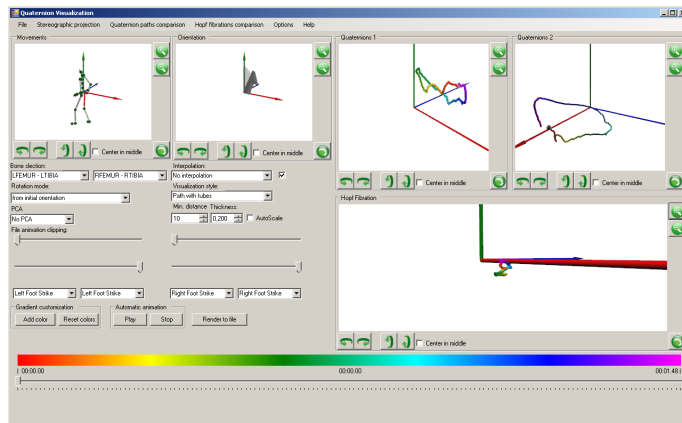 Quaternion Visualization
File Stereographic projection Quaternion paths comparison Hopf fibrations comparison Options Help
Movements
Orientation
Quaternions 1
Quaternions 2
Center in middle
Center in middle
Center in middle
Center in middle
Bone slection:
Interpolation:
LFEMUR - LTIBIA
RFEMUR - RTIBIA
No interpolation
Rotation mode:
Visualization style:
from initial orientation
Path with tubes
PCA
Min. distance Thickness:
No PCA
10
0,200
AutoScale
File animation clipping:
Hopf Fibration
Left Foot Strike
Left Foot Strike
Right Foot Strike
Right Foot Strike
Gradient customization
Automatic animation
Add color
Reset colors
Play
Stop
Render to file
Center in middle
| 00:00.00
00:00.00
00:01.48 |